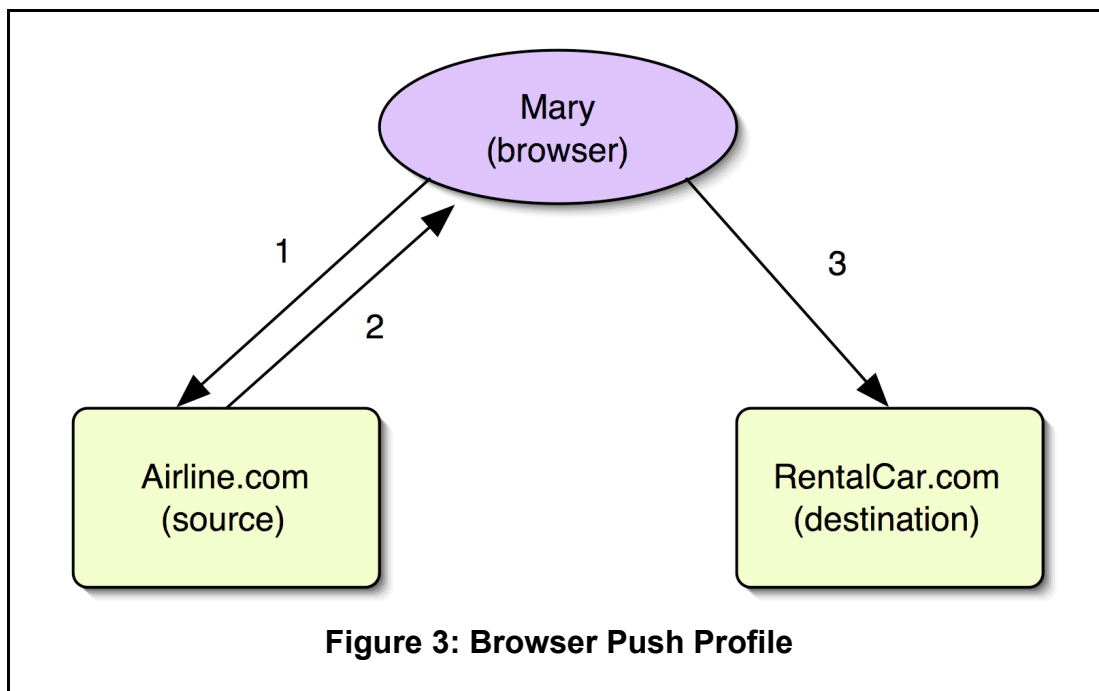 Mary
(browser)
1
2
3
Airline.com
(source)
RentalCar.com
(destination)
Figure 3: Browser Push Profile